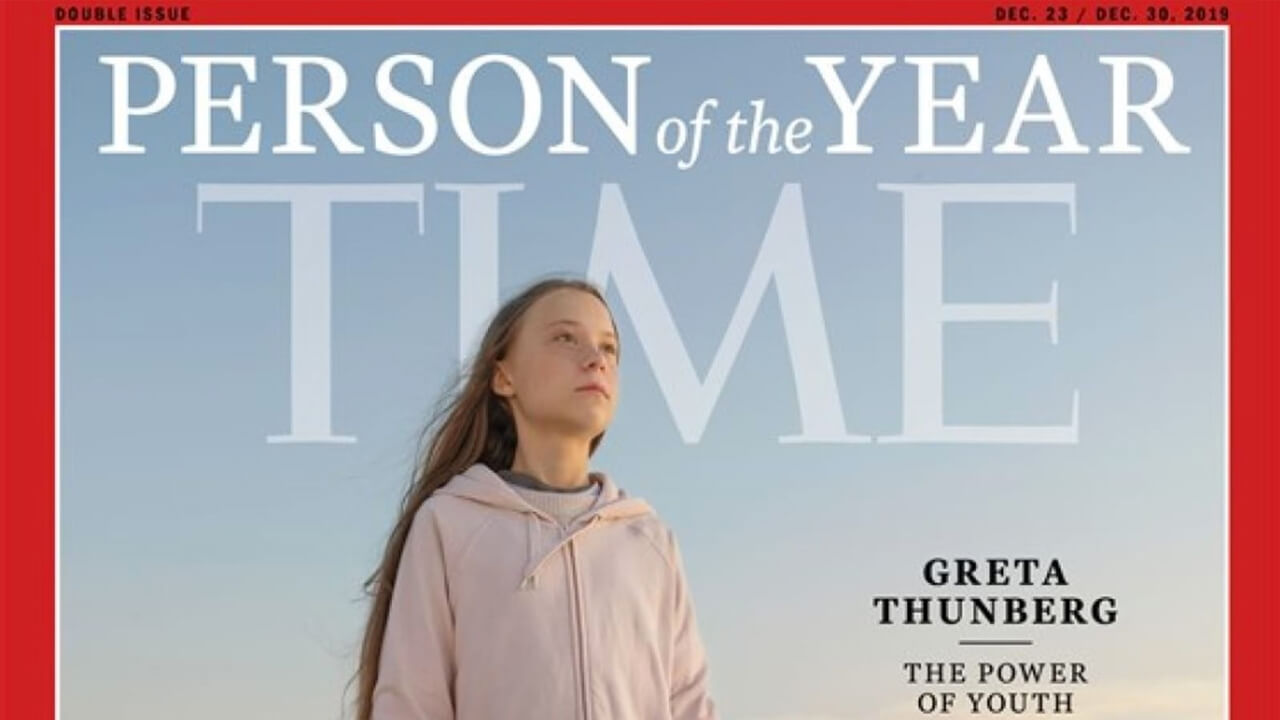 DOUBLE ISSUE DEC. 23 / DEC. 30, 2019
PERSON of the YEAR
TIME
GRETA
THUNBERG
THE POWER
OF YOUTH